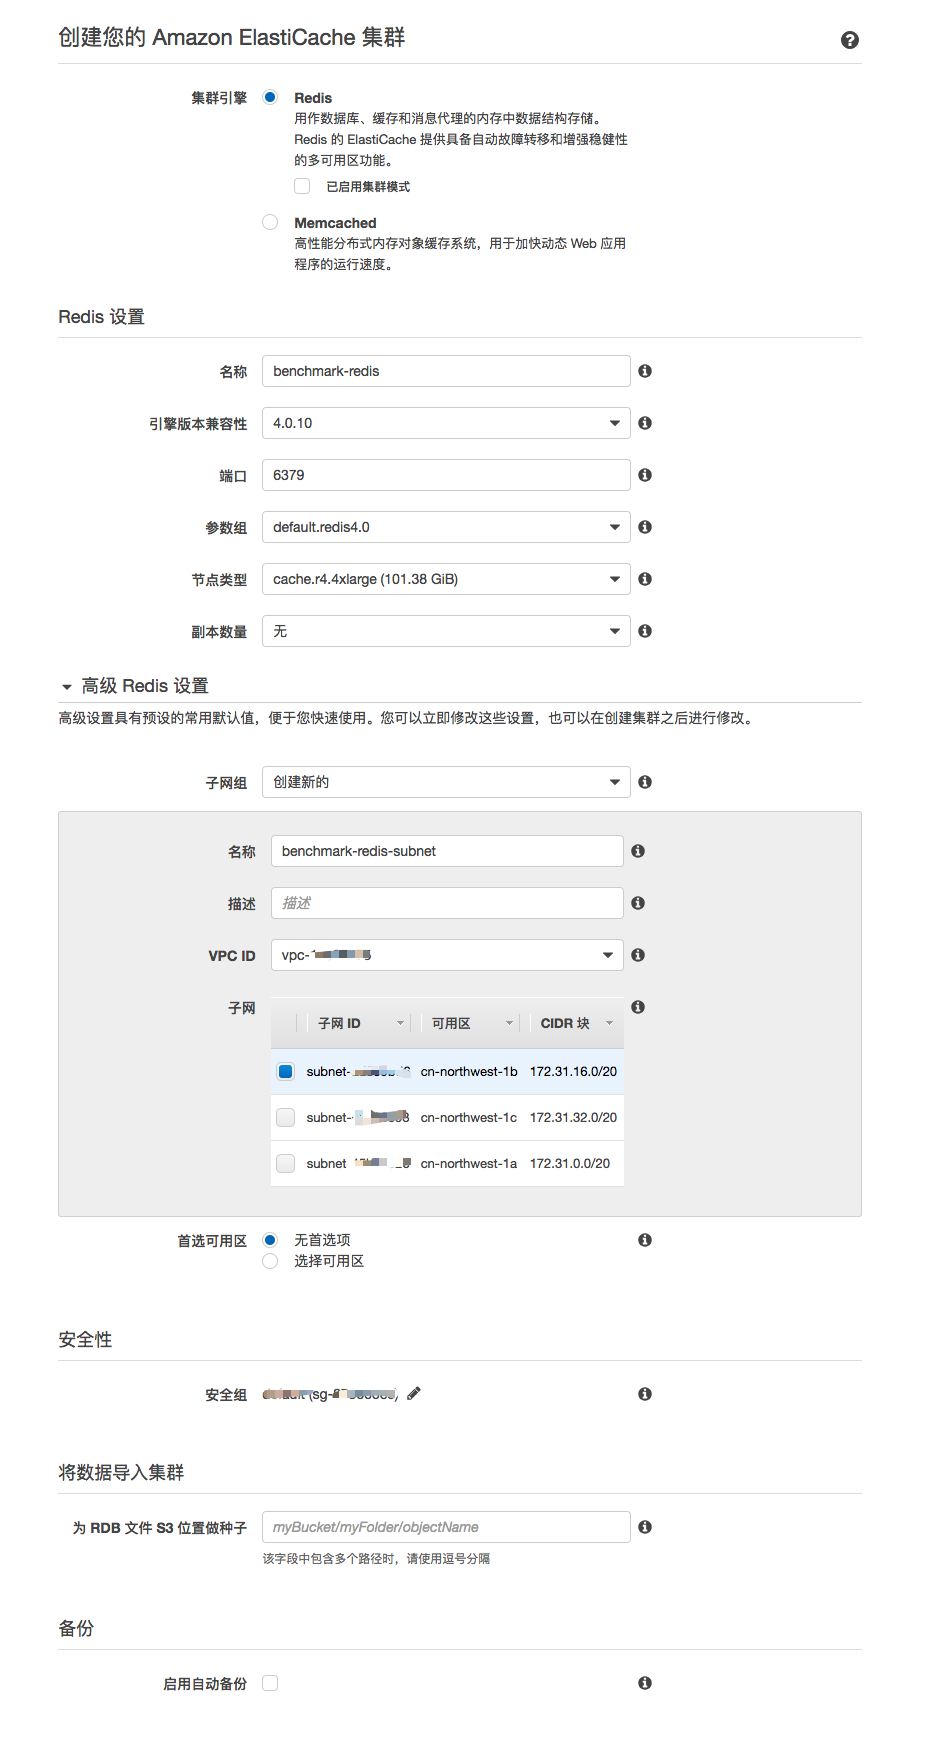 创建您的 Amazon ElastiCache 集群
集群引擎
Redis
用作数据库、缓存和消息代理的内存中数据结构存储。
Redis 的 ElastiCache 提供具备自动故障转移和增强稳健性
的多可用区功能。
已启用集群模式
Memcached
高性能分布式内存对象缓存系统，用于加快动态 Web 应用
程序的运行速度。
Redis 设置
名称 benchmark-redis
引擎版本兼容性 4.0.10
端口 6379
参数组 default.redis4.0
节点类型 cache.r4.4xlarge (101.38 GiB)
副本数量 无
高级 Redis 设置
高级设置具有预设的常用默认值，便于您快速使用。您可以立即修改这些设置，也可以在创建集群之后进行修改。
子网组 创建新的
名称 benchmark-redis-subnet
描述 描述
VPC ID vpc-
子网
子网 ID 可用区 CIDR 块
subnet- cn-northwest-1b 172.31.16.0/20
subnet- cn-northwest-1c 172.31.32.0/20
subnet cn-northwest-1a 172.31.0.0/20
首选可用区
无首选项
选择可用区
安全性
安全组 (sg-
将数据导入集群
为 RDB 文件 S3 位置做种子 myBucket/myFolder/objectName
该字段中包含多个路径时，请使用逗号分隔
备份
启用自动备份